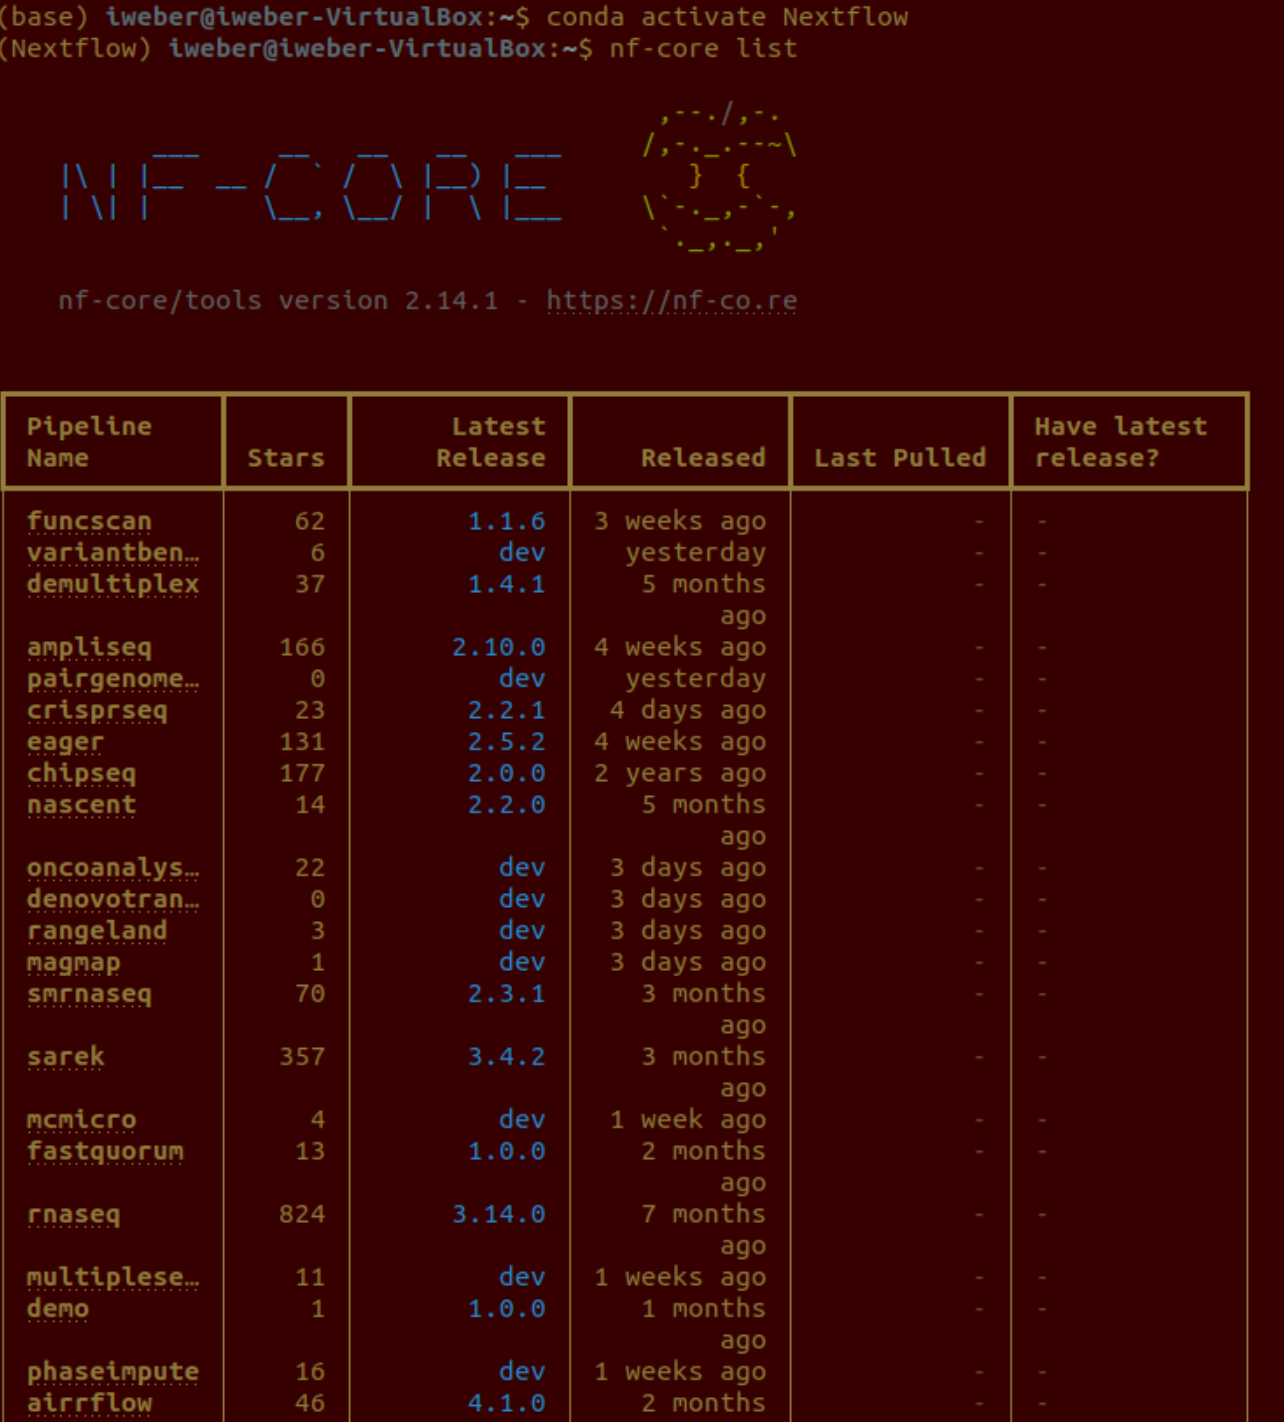 (base) iweber@iweber-VirtualBox:~$ conda activate Nextflow
(Nextflow) iweber@iweber-VirtualBox:~$ nf-core list
NF-CORE
nf-core/tools version 2.14.1 - https://nf-co.re
Pipeline Latest Have latest
Name Stars Release Released Last Pulled release?
funcscan 62 1.1.6 3 weeks ago - -
variantben… 6 dev yesterday - -
demultiplex 37 1.4.1 5 months - -
ago
ampliseq 166 2.10.0 4 weeks ago - -
pairgenome… 0 dev yesterday - -
crisprseq 23 2.2.1 4 days ago - -
eager 131 2.5.2 4 weeks ago - -
chipseq 177 2.0.0 2 years ago - -
nascent 14 2.2.0 5 months - -
ago
oncoanalys… 22 dev 3 days ago - -
denovotran… 0 dev 3 days ago - -
rangeland 3 dev 3 days ago - -
magmap 1 dev 3 days ago - -
smrnaseq 70 2.3.1 3 months - -
ago
sarek 357 3.4.2 3 months - -
ago
mcmicro 4 dev 1 week ago - -
fastquorum 13 1.0.0 2 months - -
ago
rnaseq 824 3.14.0 7 months - -
ago
multiplese… 11 dev 1 weeks ago - -
demo 1 1.0.0 1 months - -
ago
phaseimpute 16 dev 1 weeks ago - -
airrflow 46 4.1.0 2 months - -